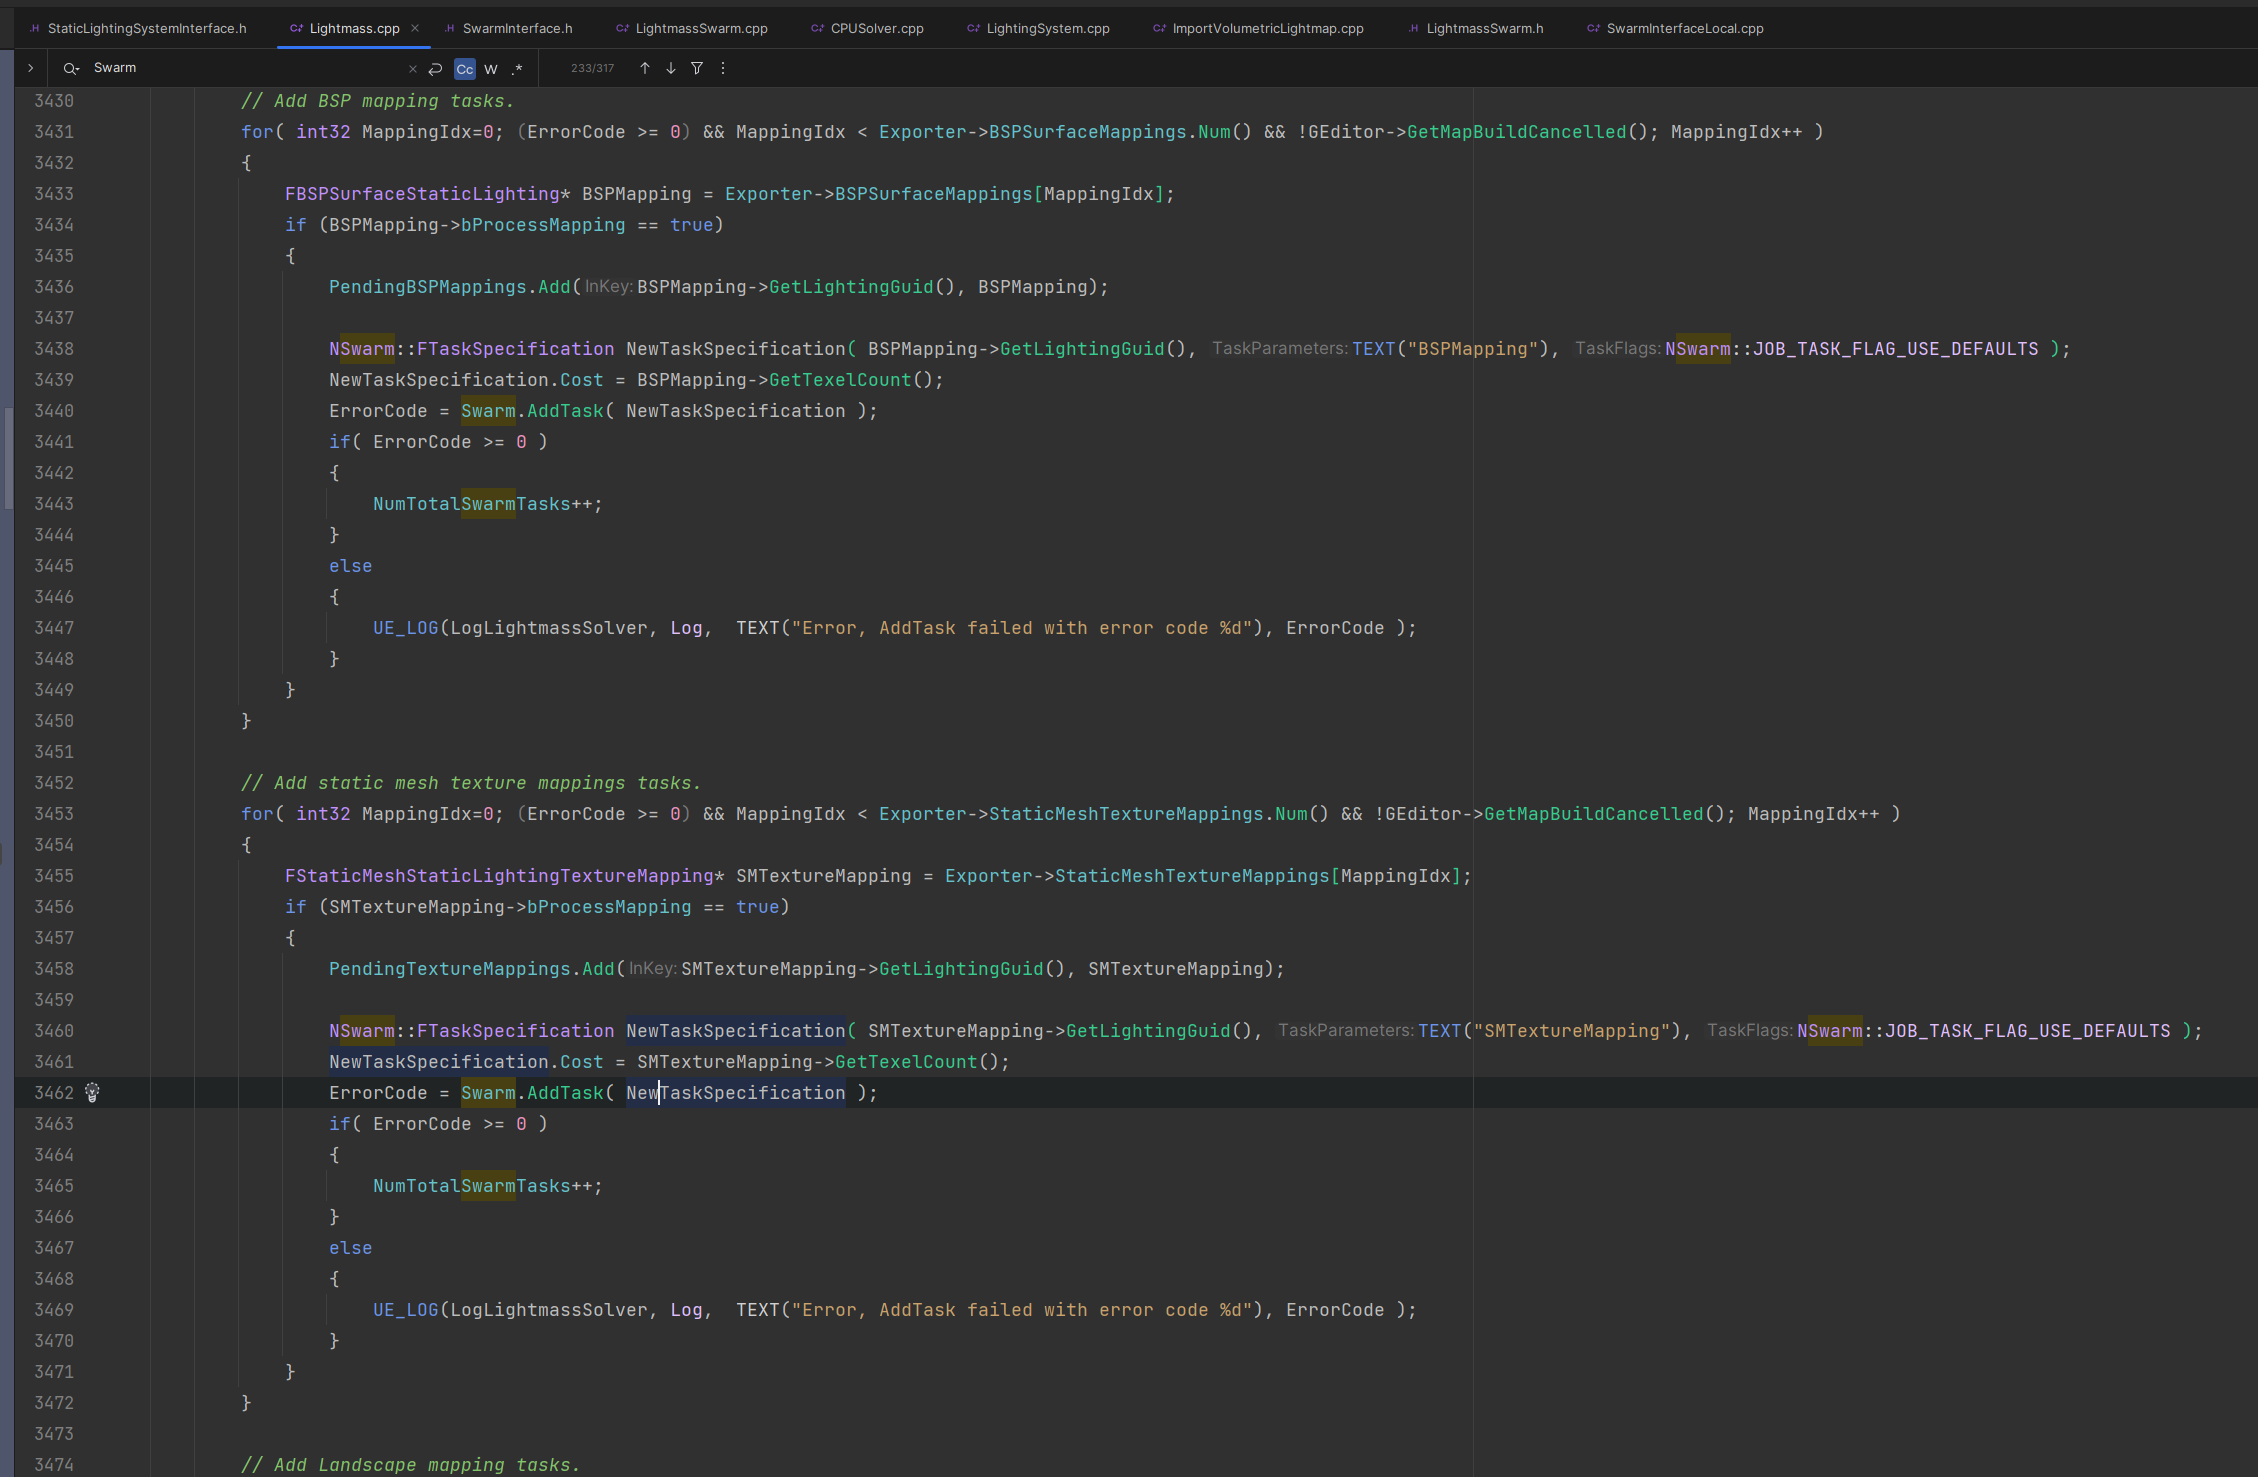 .H StaticLightingSystemInterface.h C+ Lightmass.cpp × .H SwarmInterface.h C+ LightmassSwarm.cpp C+ CPUSolver.cpp C+ LightingSystem.cpp C+ ImportVolumetricLightmap.cpp .H LightmassSwarm.h C+ SwarmInterfaceLocal.cpp
Swarm × Cc W .* 233/317
3430 // Add BSP mapping tasks.
3431 for( int32 MappingIdx=0; (ErrorCode >= 0) && MappingIdx < Exporter->BSPSurfaceMappings.Num() && !GEditor->GetMapBuildCancelled(); MappingIdx++ )
3432 {
3433 FBSPSurfaceStaticLighting* BSPMapping = Exporter->BSPSurfaceMappings[MappingIdx];
3434 if (BSPMapping->bProcessMapping == true)
3435 {
3436 PendingBSPMappings.Add( InKey: BSPMapping->GetLightingGuid(), BSPMapping);
3437
3438 NSwarm::FTaskSpecification NewTaskSpecification( BSPMapping->GetLightingGuid(), TaskParameters: TEXT("BSPMapping"), TaskFlags: NSwarm::JOB_TASK_FLAG_USE_DEFAULTS );
3439 NewTaskSpecification.Cost = BSPMapping->GetTexelCount();
3440 ErrorCode = Swarm.AddTask( NewTaskSpecification );
3441 if( ErrorCode >= 0 )
3442 {
3443 NumTotalSwarmTasks++;
3444 }
3445 else
3446 {
3447 UE_LOG(LogLightmassSolver, Log,  TEXT("Error, AddTask failed with error code %d"), ErrorCode );
3448 }
3449 }
3450 }
3451
3452 // Add static mesh texture mappings tasks.
3453 for( int32 MappingIdx=0; (ErrorCode >= 0) && MappingIdx < Exporter->StaticMeshTextureMappings.Num() && !GEditor->GetMapBuildCancelled(); MappingIdx++ )
3454 {
3455 FStaticMeshStaticLightingTextureMapping* SMTextureMapping = Exporter->StaticMeshTextureMappings[MappingIdx];
3456 if (SMTextureMapping->bProcessMapping == true)
3457 {
3458 PendingTextureMappings.Add( InKey: SMTextureMapping->GetLightingGuid(), SMTextureMapping);
3459
3460 NSwarm::FTaskSpecification NewTaskSpecification( SMTextureMapping->GetLightingGuid(), TaskParameters: TEXT("SMTextureMapping"), TaskFlags: NSwarm::JOB_TASK_FLAG_USE_DEFAULTS );
3461 NewTaskSpecification.Cost = SMTextureMapping->GetTexelCount();
3462 ErrorCode = Swarm.AddTask( NewTaskSpecification );
3463 if( ErrorCode >= 0 )
3464 {
3465 NumTotalSwarmTasks++;
3466 }
3467 else
3468 {
3469 UE_LOG(LogLightmassSolver, Log,  TEXT("Error, AddTask failed with error code %d"), ErrorCode );
3470 }
3471 }
3472 }
3473
3474 // Add Landscape mapping tasks.